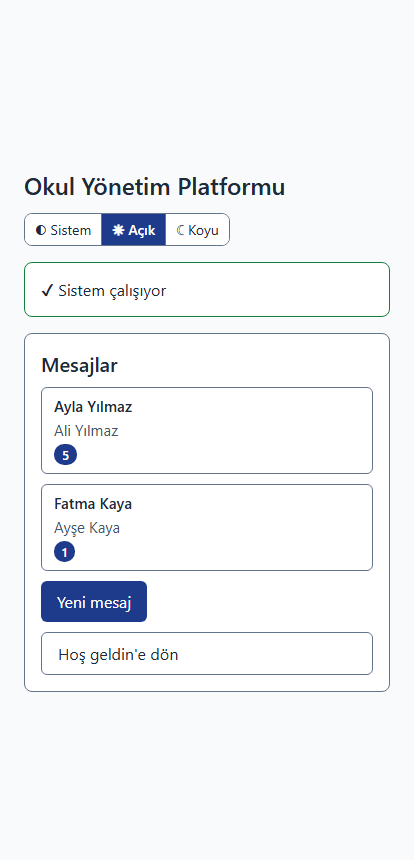 Okul Yönetim Platformu
Sistem Açık Koyu
✓ Sistem çalışıyor
Mesajlar
Ayla Yılmaz
Ali Yılmaz
5
Fatma Kaya
Ayşe Kaya
1
Yeni mesaj
Hoş geldin'e dön